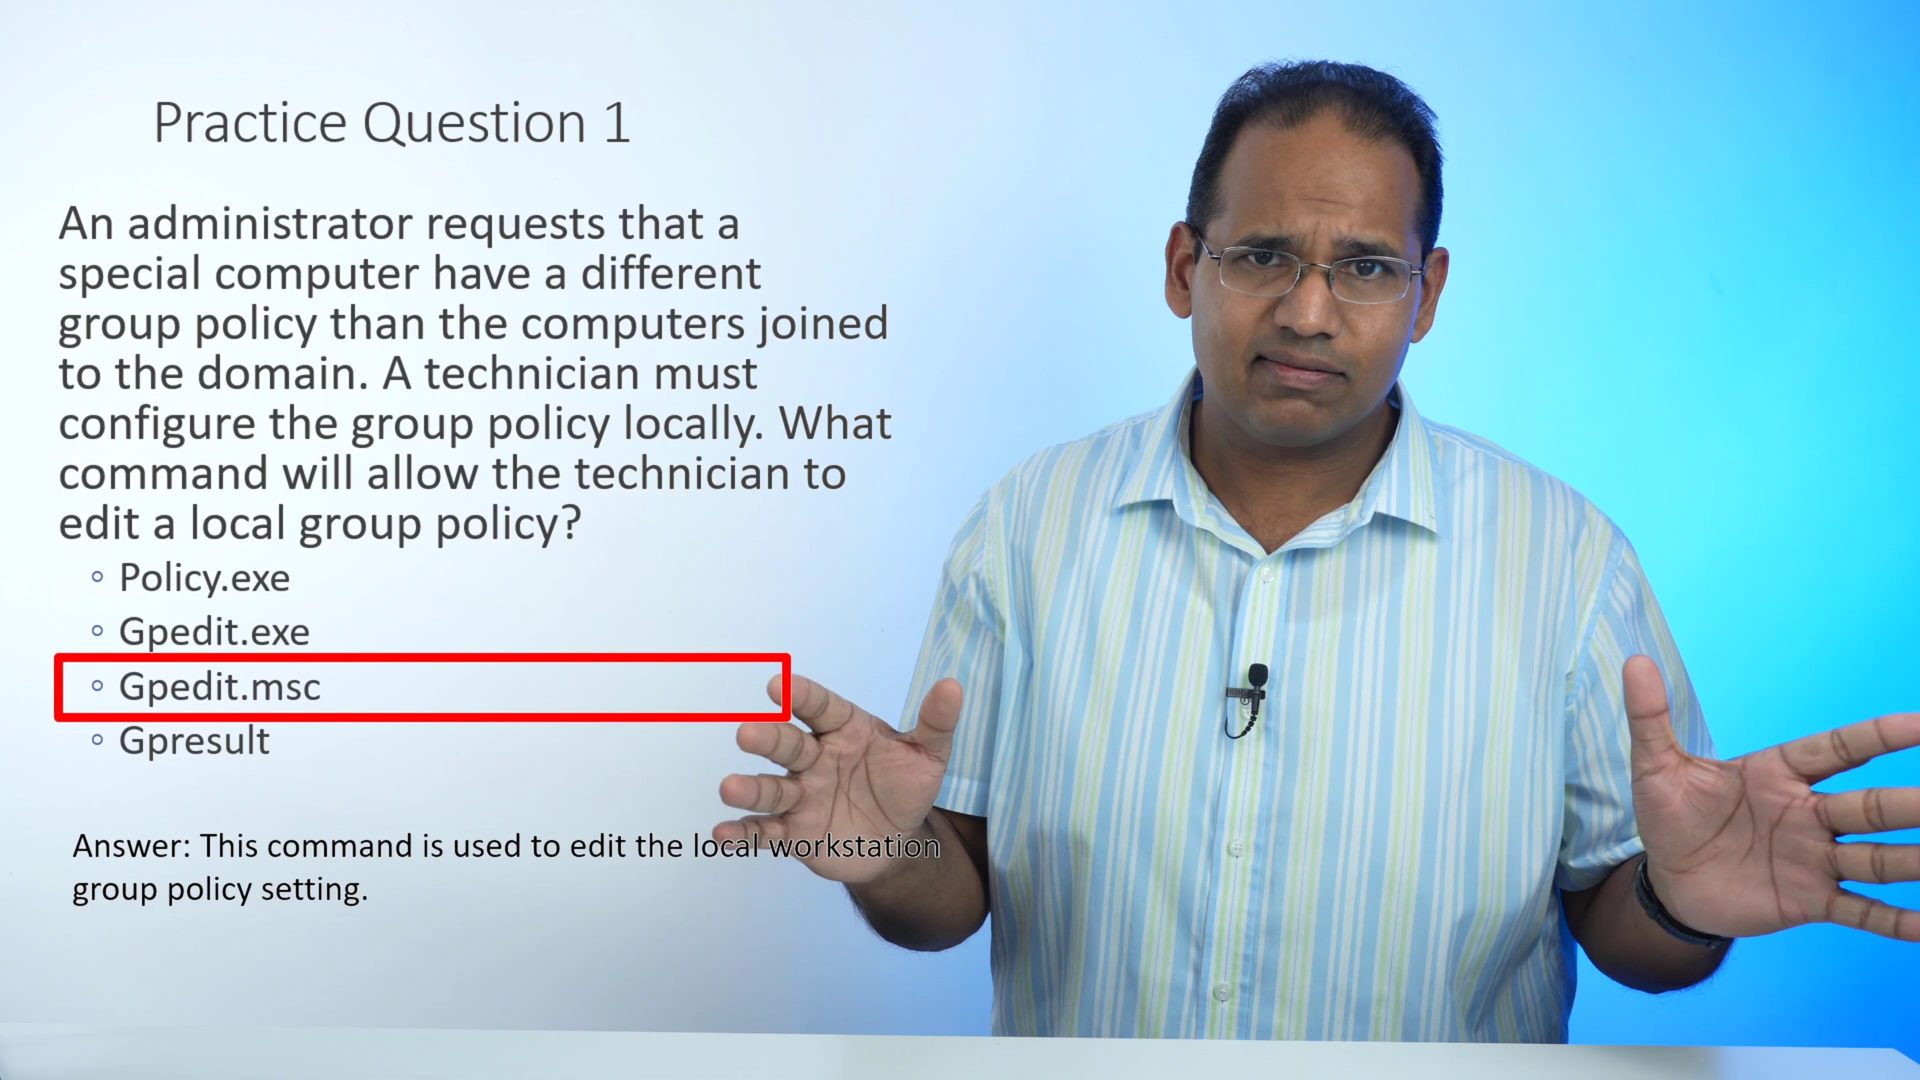 Practice Question 1
An administrator requests that a
special computer have a different
group policy than the computers joined
to the domain. A technician must
configure the group policy locally. What
command will allow the technician to
edit a local group policy?
Policy.exe
Gpedit.exe
Gpedit.msc
Gpresult
Answer: This command is used to edit the local workstation
group policy setting.